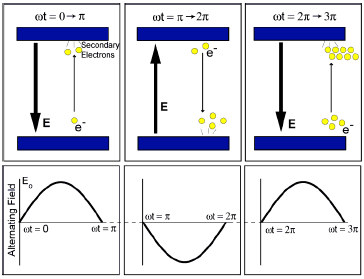 ωt = 0→π
Secondary
Electrons
E
e-
ωt = π→2π
e-
E
ωt = 2π→3π
E
e-
Alternating Field
Eo
ωt = 0
ωt = π
ωt = π
ωt = 2π
ωt = 2π
ωt = 3π